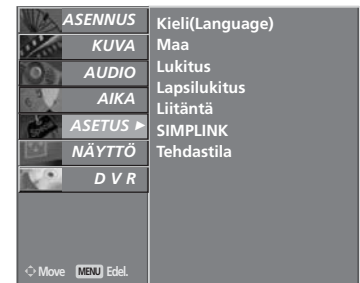 ASENNUS
KUVA
AUDIO
AIKA
ASETUS ►
NÄYTTÖ
D V R
Kieli(Language)
Maa
Lukitus
Lapsilukitus
Liitäntä
SIMPLINK
Tehdastila
Move MENU Edel.